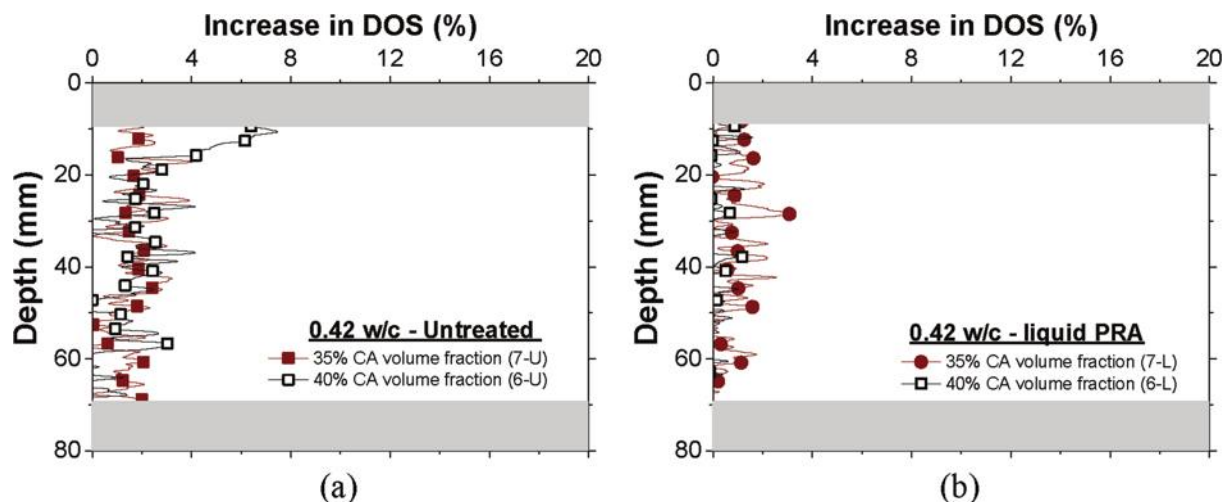 (a)
Increase in DOS (%)
0 4 8 12 16 20
Depth (mm)
0
20
40
60
80
0.42 w/c - Untreated
35% CA volume fraction (7-U)
40% CA volume fraction (6-U)
(a)
(b)
Increase in DOS (%)
0 4 8 12 16 20
Depth (mm)
0
20
40
60
80
0.42 w/c - liquid PRA
35% CA volume fraction (7-L)
40% CA volume fraction (6-L)
(b)